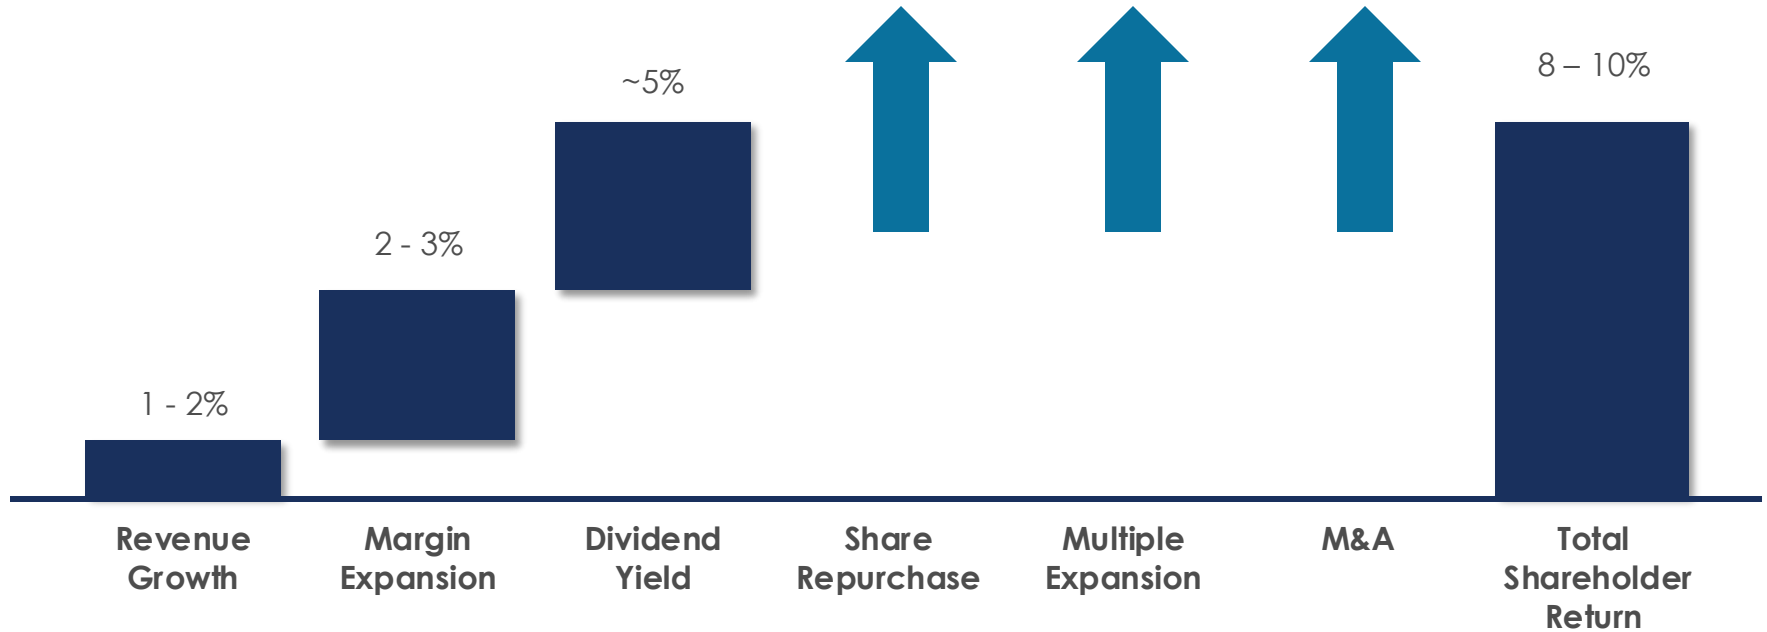 ~5%
8 – 10%
2 - 3%
1 - 2%
Revenue
Growth
Margin
Expansion
Dividend
Yield
Share
Repurchase
Multiple
Expansion
M&A
Total
Shareholder
Return